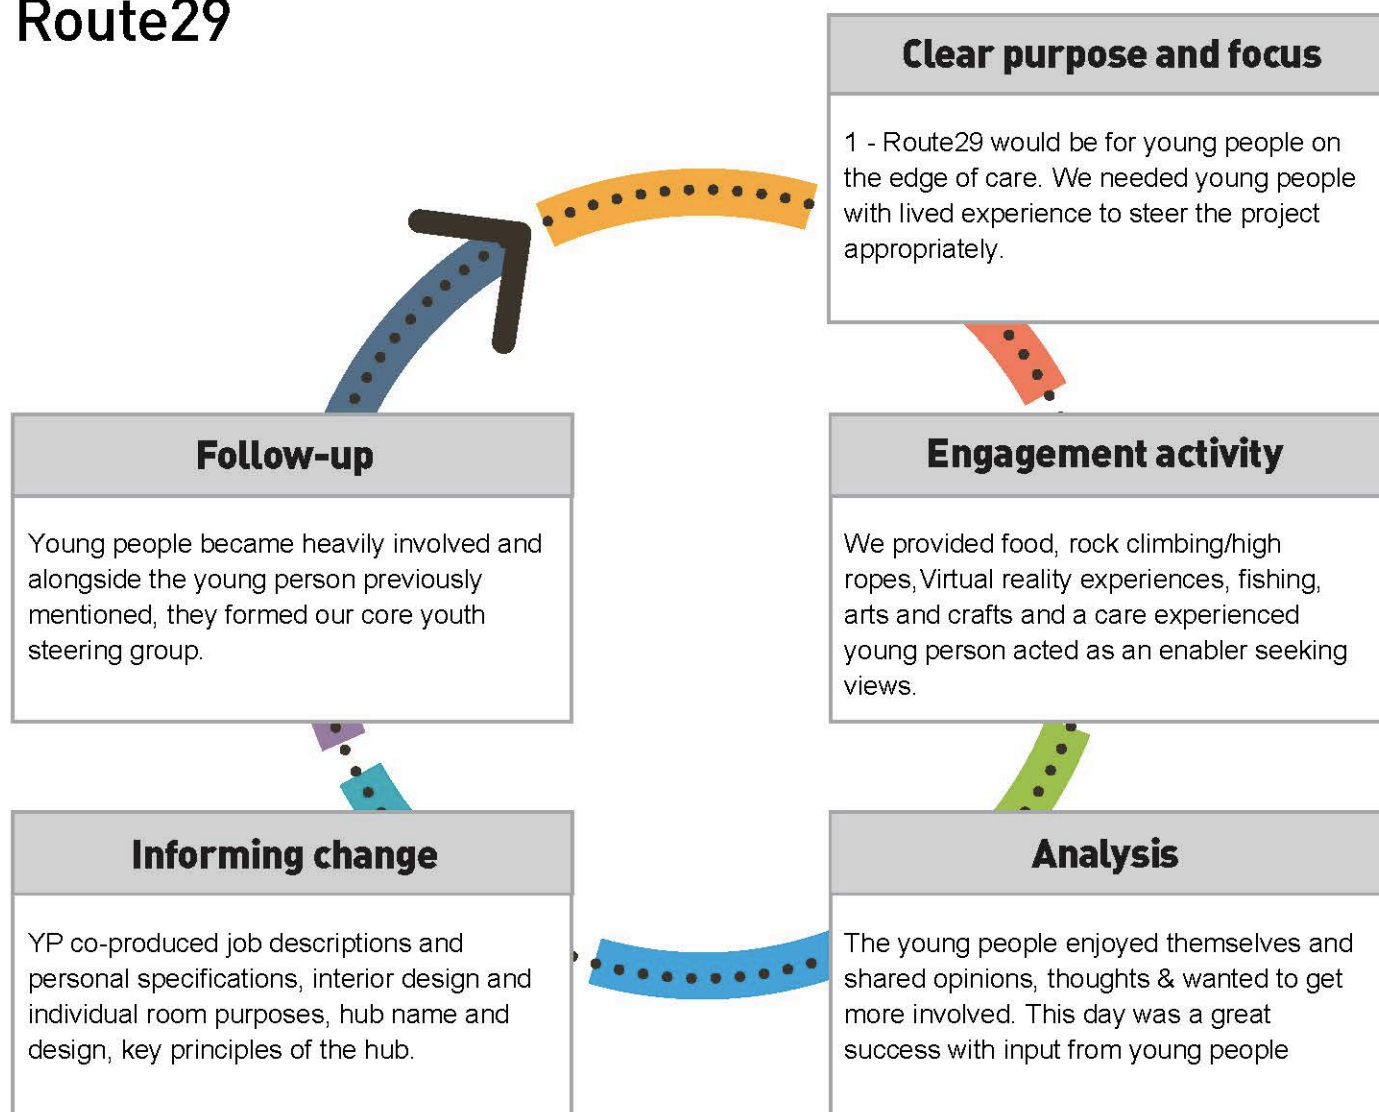 Route29
Clear purpose and focus
1 - Route29 would be for young people on
the edge of care. We needed young people
with lived experience to steer the project
appropriately.
Engagement activity
We provided food, rock climbing/high
ropes,Virtual reality experiences, fishing,
arts and crafts and a care experienced
young person acted as an enabler seeking
views.
Analysis
The young people enjoyed themselves and
shared opinions, thoughts & wanted to get
more involved. This day was a great
success with input from young people
Informing change
YP co-produced job descriptions and
personal specifications, interior design and
individual room purposes, hub name and
design, key principles of the hub.
Follow-up
Young people became heavily involved and
alongside the young person previously
mentioned, they formed our core youth
steering group.